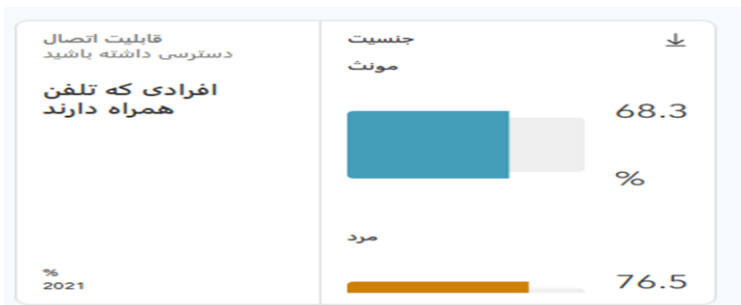 قابلیت اتصال
دسترسی داشته باشید
افرادی که تلفن
همراه دارند
%
2021
جنسیت
مونث
68.3
%
مرد
76.5